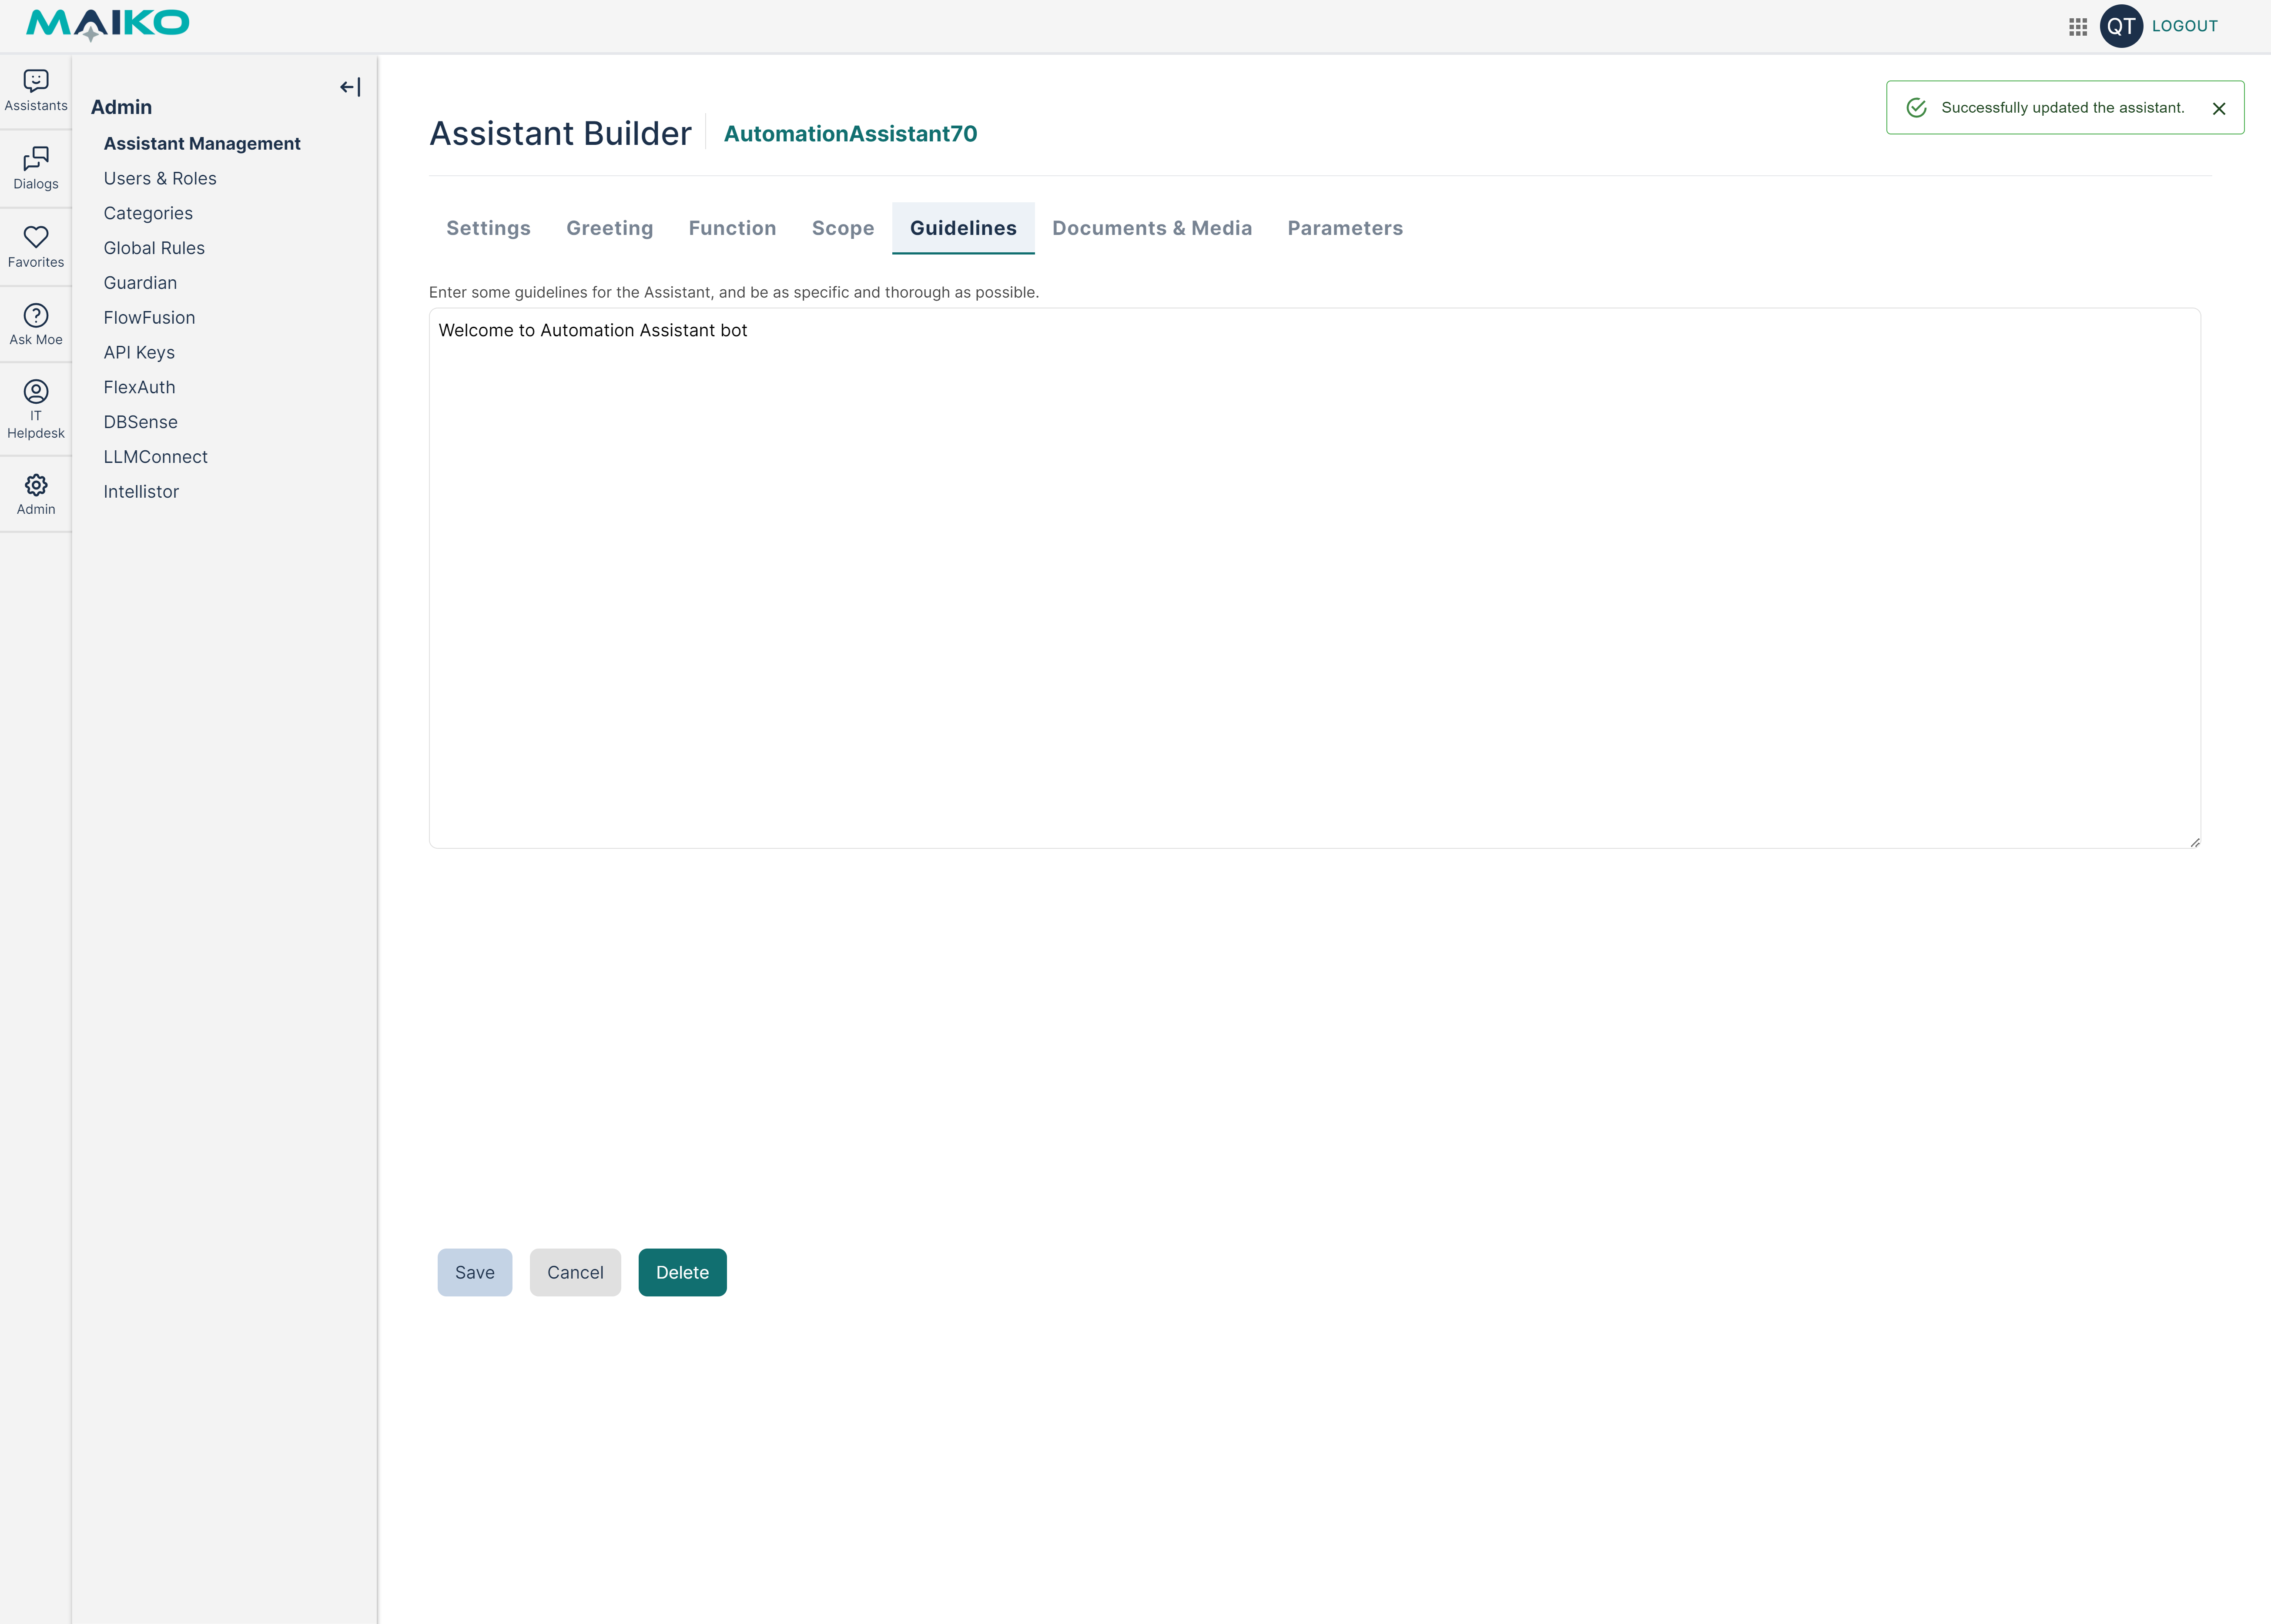 MAIKO
QT
LOGOUT
Assistants
Dialogs
Favorites
Ask Moe
IT
Helpdesk
Admin
Admin
Assistant Management
Users & Roles
Categories
Global Rules
Guardian
FlowFusion
API Keys
FlexAuth
DBSense
LLMConnect
Intellistor
Successfully updated the assistant.
Assistant Builder AutomationAssistant70
Settings Greeting Function Scope Guidelines Documents & Media Parameters
Enter some guidelines for the Assistant, and be as specific and thorough as possible.
Welcome to Automation Assistant bot
Save Cancel Delete